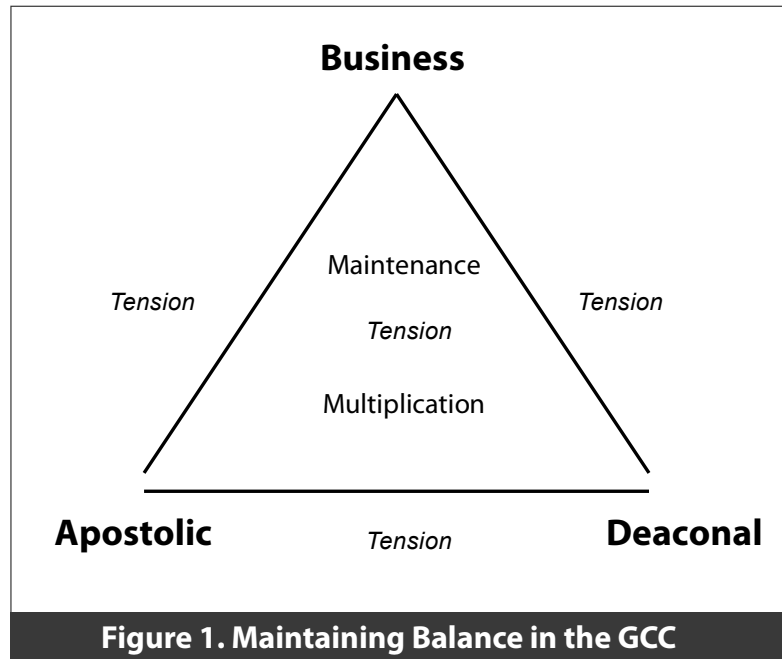 Business
Maintenance
Tension Tension
Tension
Multiplication
Apostolic Deaconal
Tension
Figure 1. Maintaining Balance in the GCC